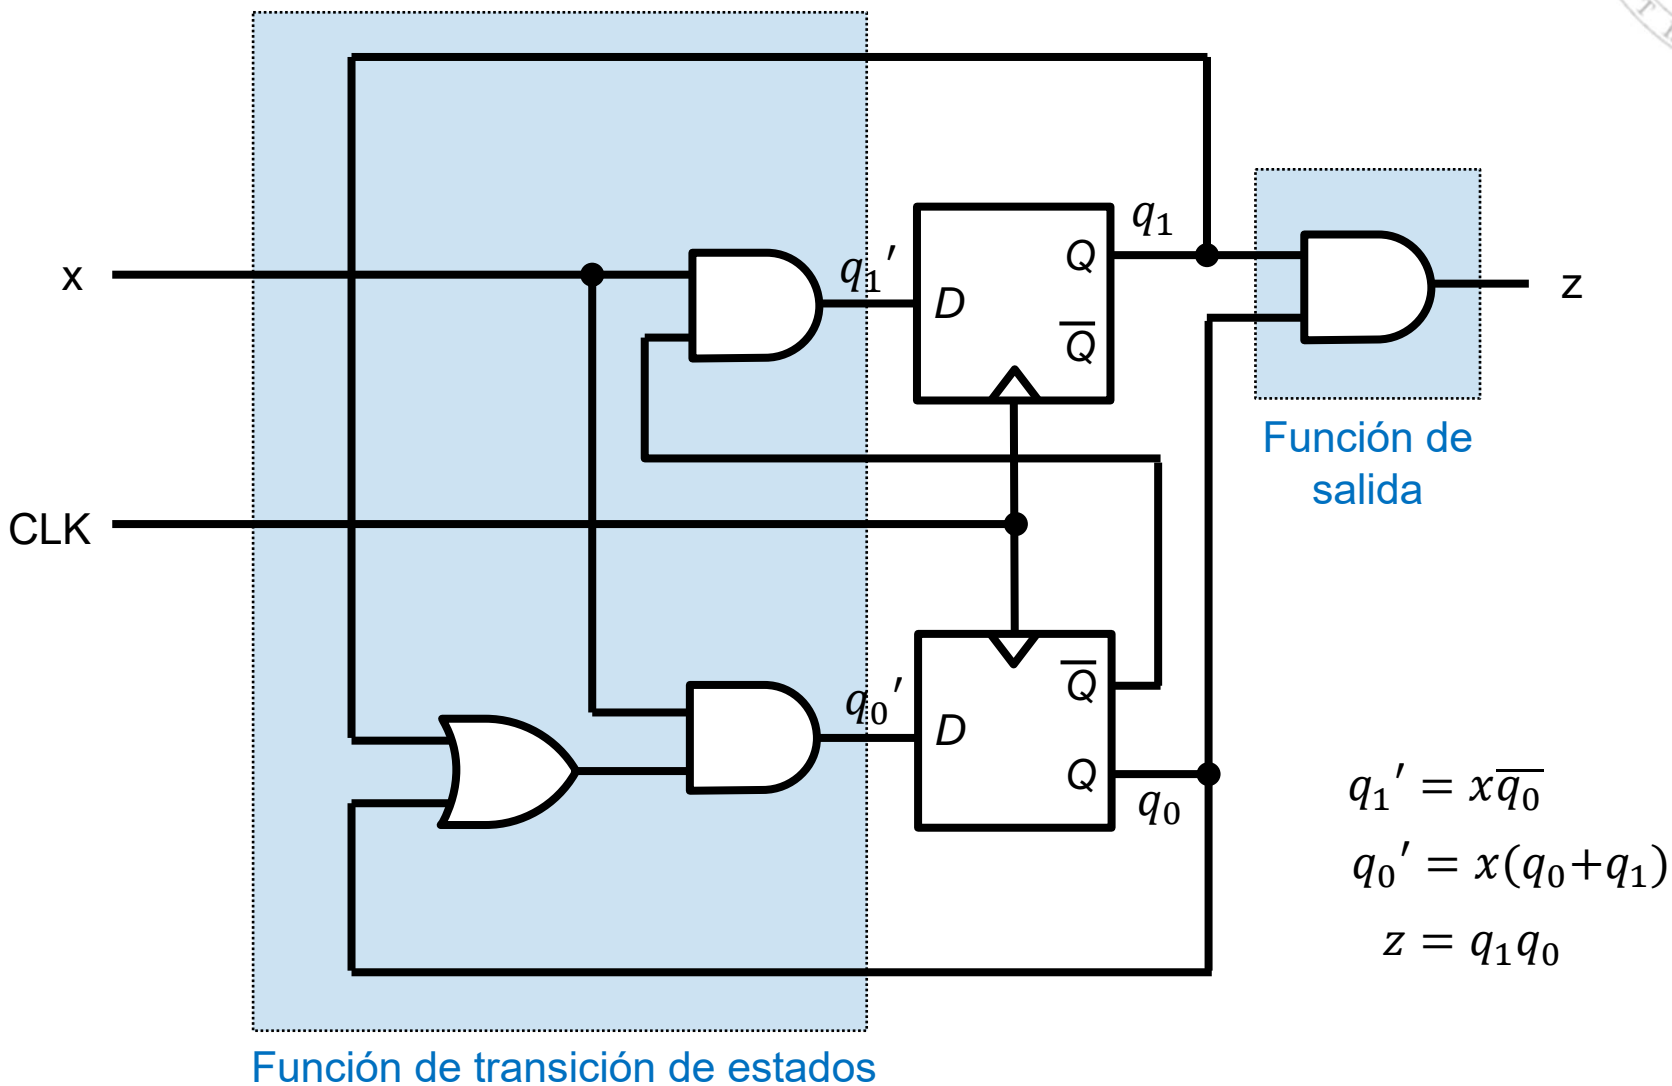 x
CLK
q₁′
D
Q
Q̅
q₁
z
Función de
salida
q₀′
D
Q̅
Q
q₀
q₁′ = xq̅₀
q₀′ = x(q₀+q₁)
z = q₁q₀
Función de transición de estados